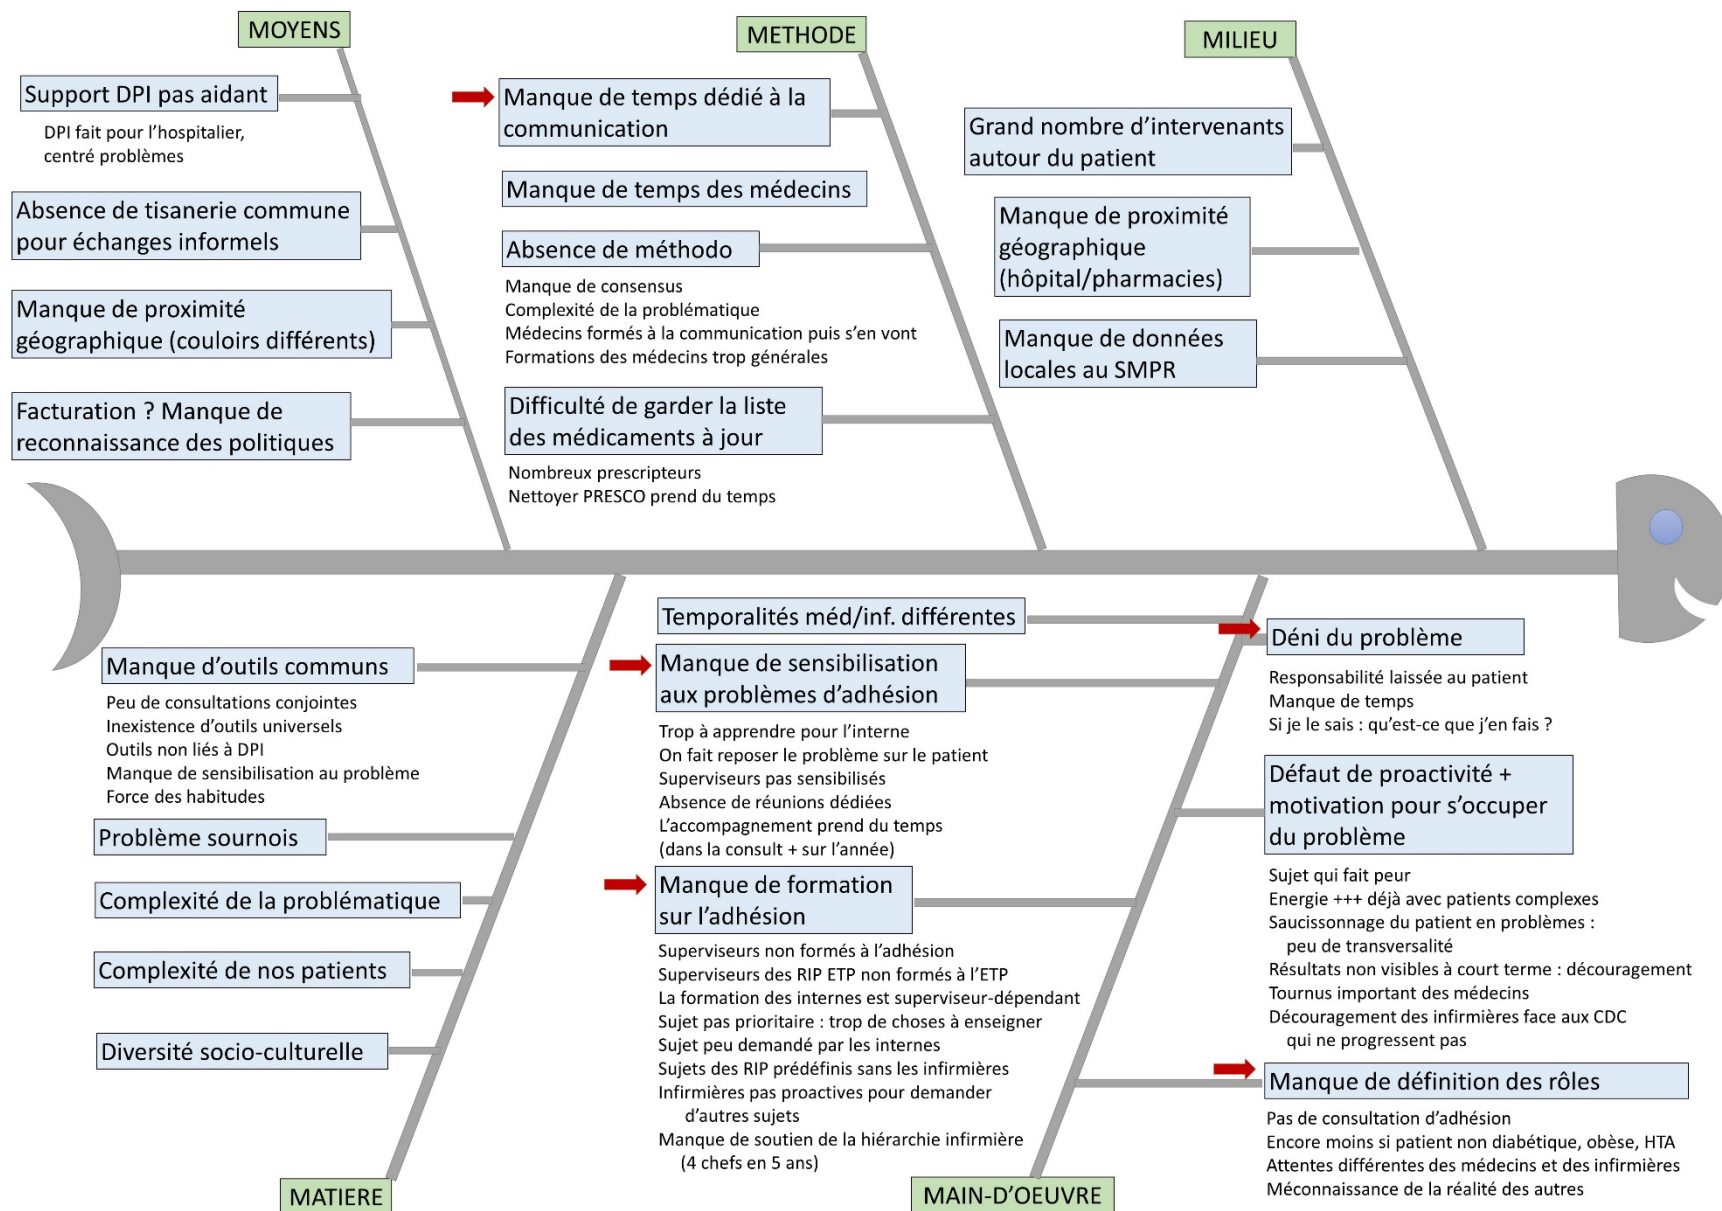 MOYENS
Support DPI pas aidant
DPI fait pour l'hospitalier,
centré problèmes
Absence de tisanerie commune
pour échanges informels
Manque de proximité
géographique (couloirs différents)
Facturation ? Manque de
reconnaissance des politiques
METHODE
Manque de temps dédié à la
communication
Manque de temps des médecins
Absence de méthodo
Manque de consensus
Complexité de la problématique
Médecins formés à la communication puis s'en vont
Formations des médecins trop générales
Difficulté de garder la liste
des médicaments à jour
Nombreux prescripteurs
Nettoyer PRESCO prend du temps
MILIEU
Grand nombre d'intervenants
autour du patient
Manque de proximité
géographique
(hôpital/pharmacies)
Manque de données
locales au SMPR
Manque d'outils communs
Peu de consultations conjointes
Inexistence d'outils universels
Outils non liés à DPI
Manque de sensibilisation au problème
Force des habitudes
Problème sournois
Complexité de la problématique
Complexité de nos patients
Diversité socio-culturelle
MATIERE
Temporalités méd/inf. différentes
Manque de sensibilisation
aux problèmes d'adhésion
Trop à apprendre pour l'interne
On fait reposer le problème sur le patient
Superviseurs pas sensibilisés
Absence de réunions dédiées
L'accompagnement prend du temps
(dans la consult + sur l'année)
Manque de formation
sur l'adhésion
Superviseurs non formés à l'adhésion
Superviseurs des RIP ETP non formés à l'ETP
La formation des internes est superviseur-dépendant
Sujet pas prioritaire : trop de choses à enseigner
Sujet peu demandé par les internes
Sujets des RIP prédéfinis sans les infirmières
Infirmières pas proactives pour demander
d'autres sujets
Manque de soutien de la hiérarchie infirmière
(4 chefs en 5 ans)
Déni du problème
Responsabilité laissée au patient
Manque de temps
Si je le sais : qu'est-ce que j'en fais ?
Défaut de proactivité +
motivation pour s'occuper
du problème
Sujet qui fait peur
Energie +++ déjà avec patients complexes
Saucissonnage du patient en problèmes :
peu de transversalité
Résultats non visibles à court terme : découragement
Tournus important des médecins
Découragement des infirmières face aux CDC
qui ne progressent pas
Manque de définition des rôles
Pas de consultation d'adhésion
Encore moins si patient non diabétique, obèse, HTA
Attentes différentes des médecins et des infirmières
Méconnaissance de la réalité des autres
MAIN-D'OEUVRE